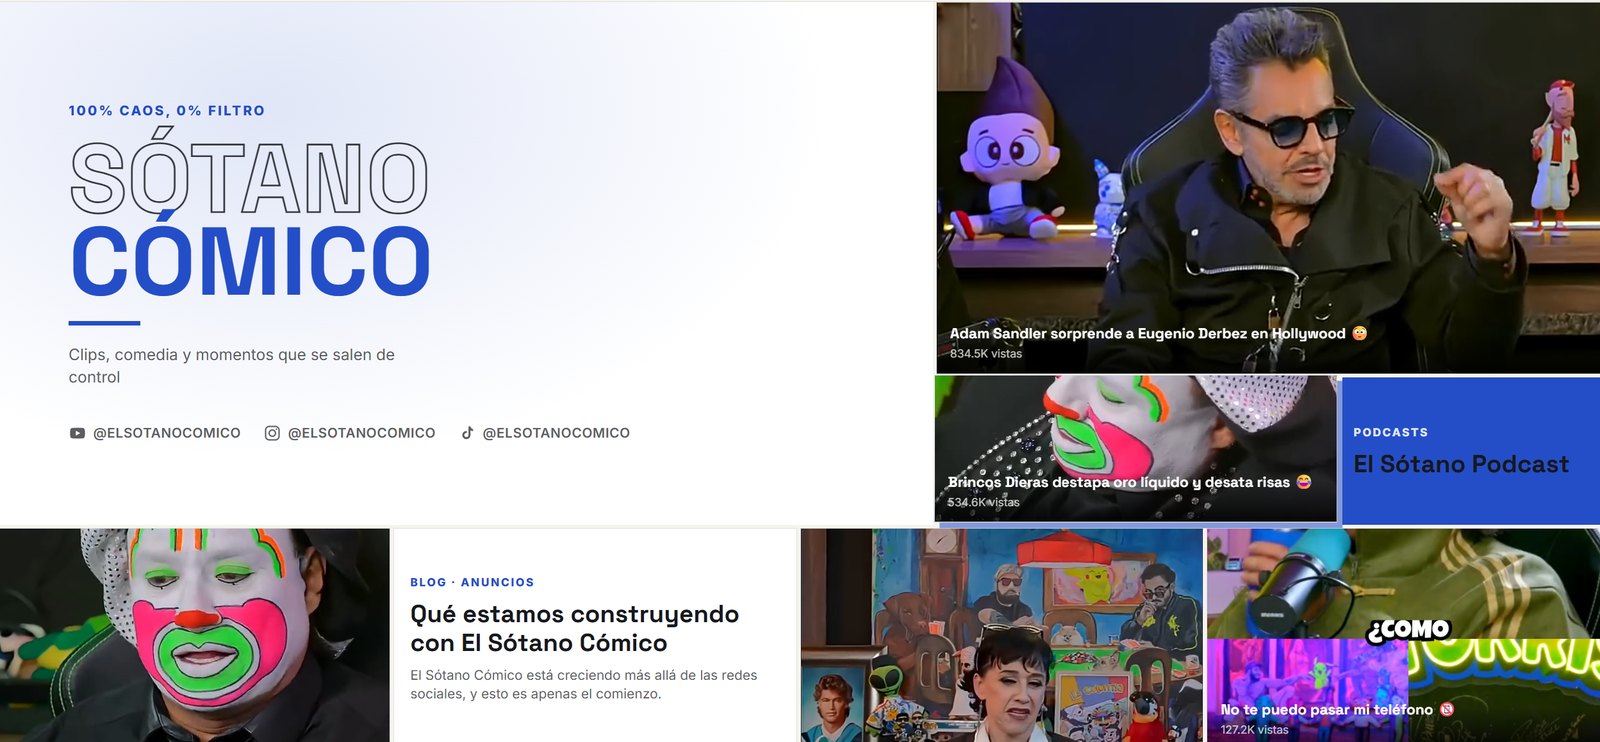 100% CAOS, 0% FILTRO
SÓTANO
CÓMICO
Clips, comedia y momentos que se salen de
control
@ELSOTANOCOMICO
@ELSOTANOCOMICO
@ELSOTANOCOMICO
Adam Sandler sorprende a Eugenio Derbez en Hollywood 😳
834.5K vistas
Brincos Dieras destapa oro líquido y desata risas 😂
534.6K vistas
PODCASTS
El Sótano Podcast
BLOG · ANUNCIOS
Qué estamos construyendo
con El Sótano Cómico
El Sótano Cómico está creciendo más allá de las redes
sociales, y esto es apenas el comienzo.
¿COMO
No te puedo pasar mi teléfono 📵
127.2K vistas